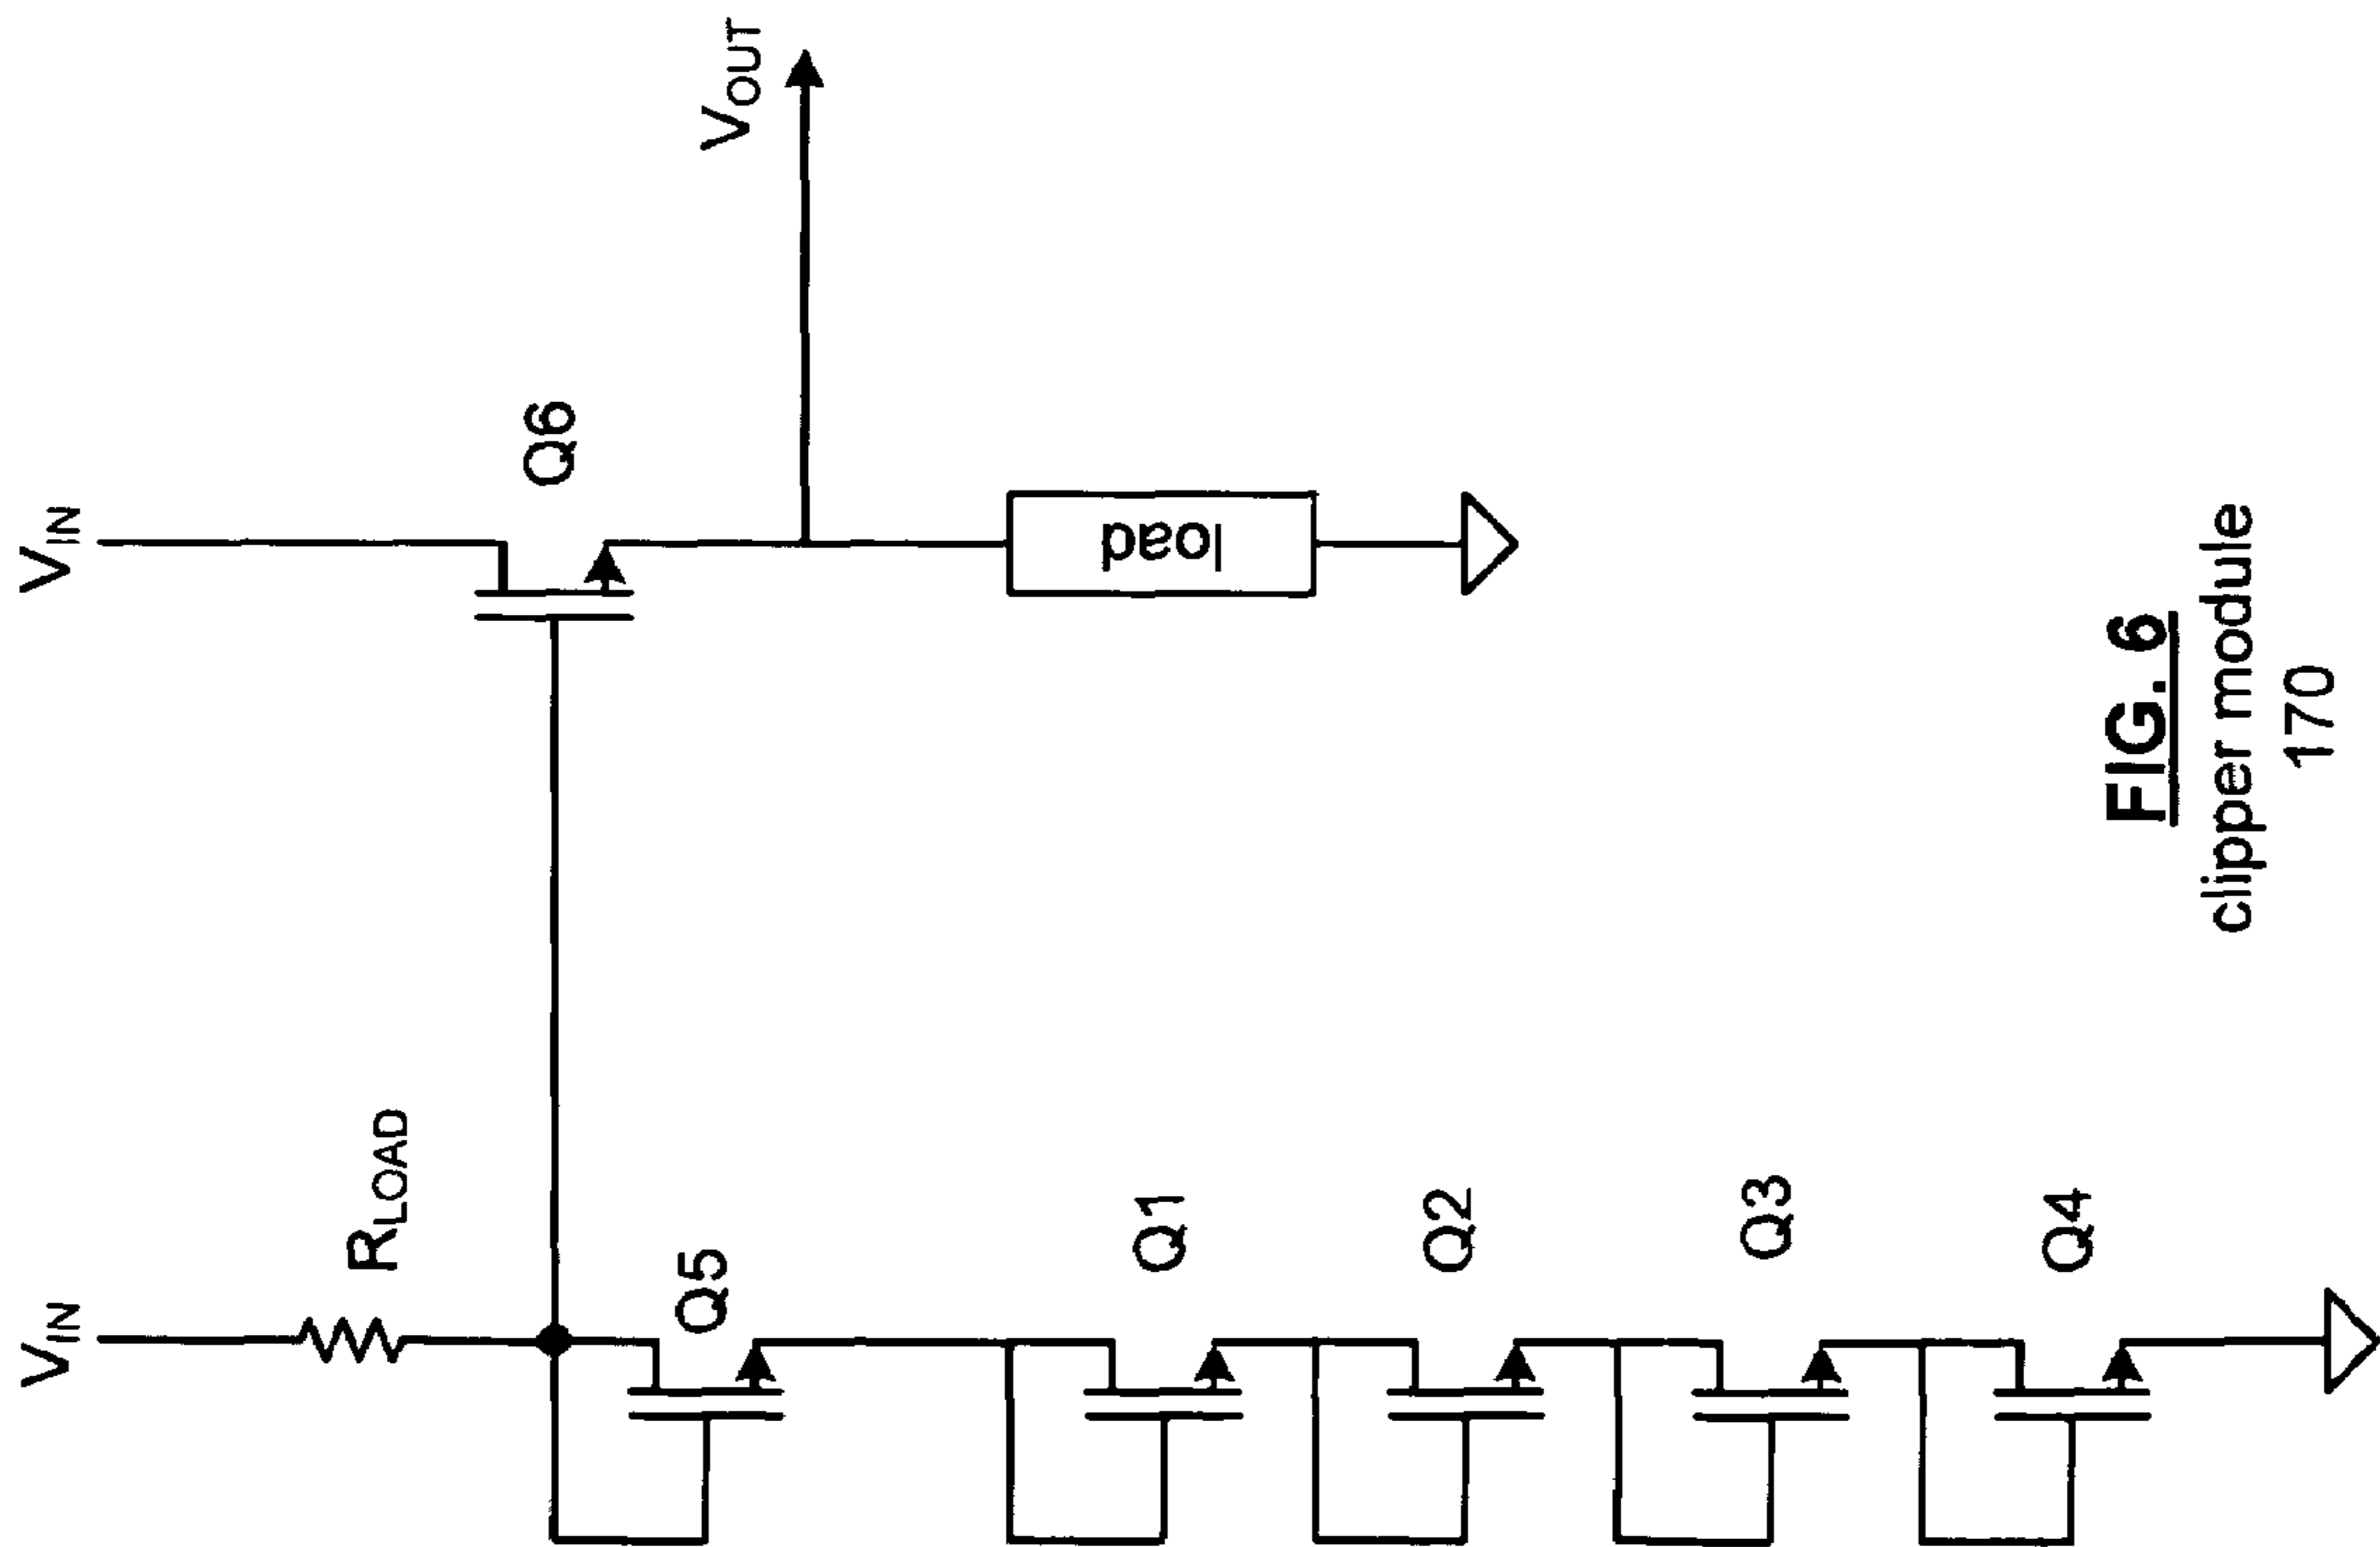 VIN
VIN
RLOAD
Q6
VOUT
Q5
load
Q1
Q2
Q3
Q4
FIG. 6
clipper module
170